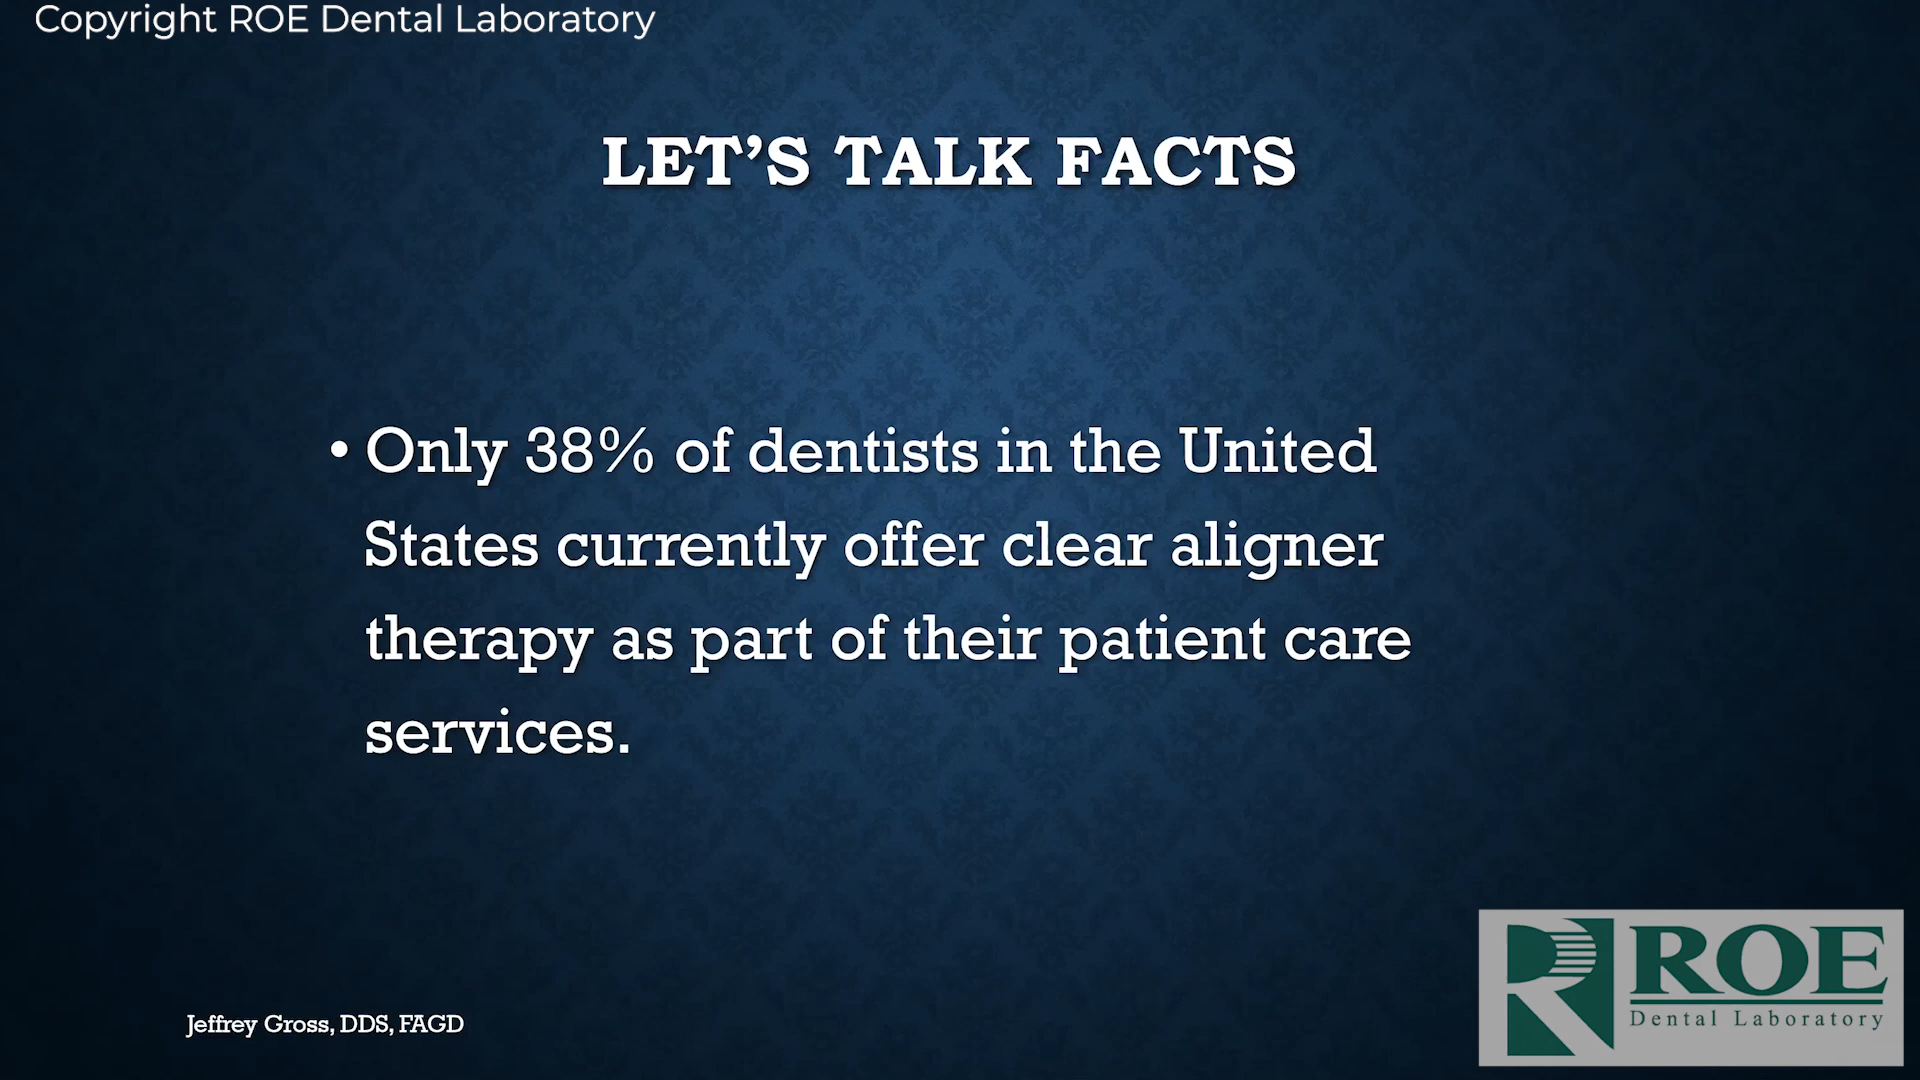 Copyright ROE Dental Laboratory
LET’S TALK FACTS
• Only 38% of dentists in the United
States currently offer clear aligner
therapy as part of their patient care
services.
Jeffrey Gross, DDS, FAGD
ROE
Dental Laboratory